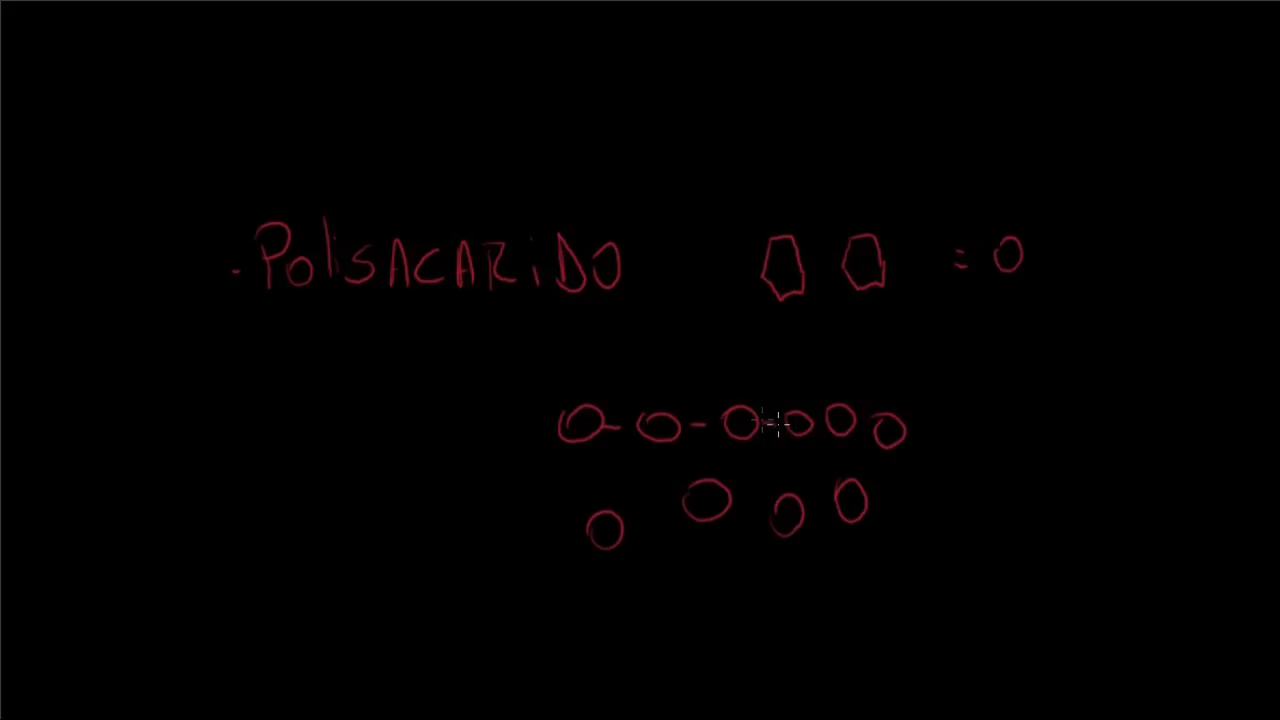 . PoliSACARiDO = O